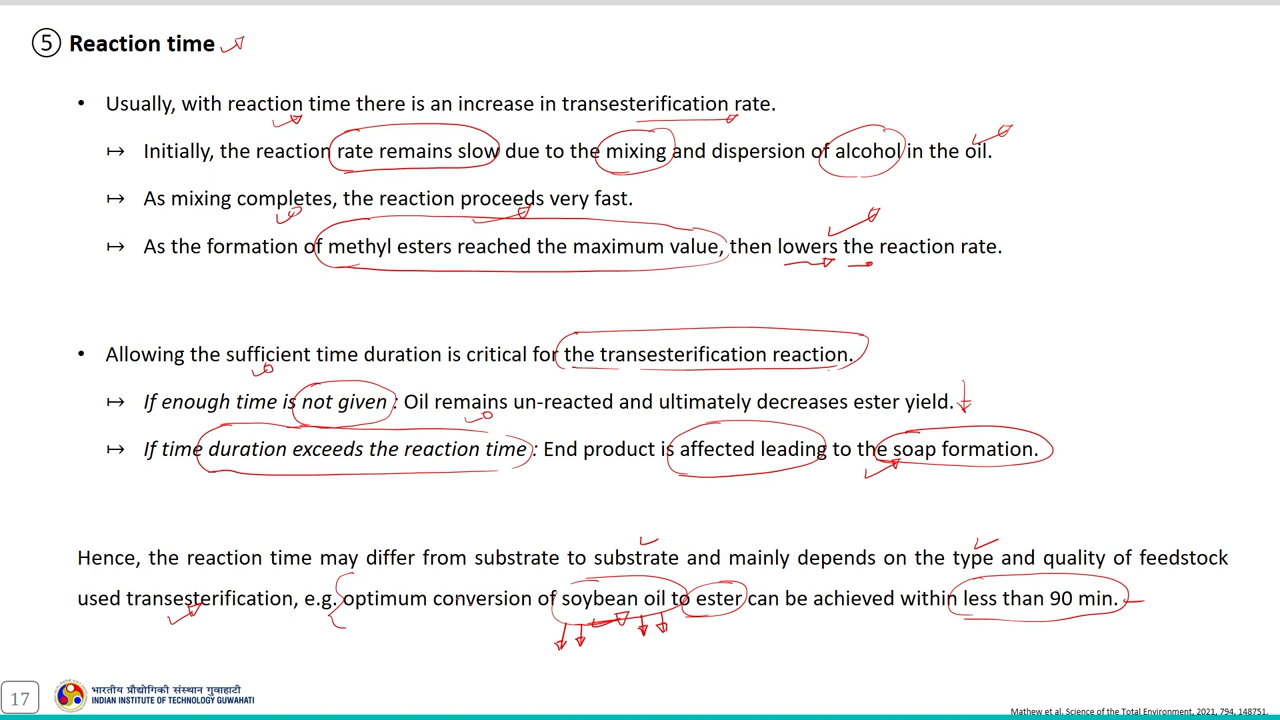 ⑤ Reaction time
• Usually, with reaction time there is an increase in transesterification rate.
↦ Initially, the reaction rate remains slow due to the mixing and dispersion of alcohol in the oil.
↦ As mixing completes, the reaction proceeds very fast.
↦ As the formation of methyl esters reached the maximum value, then lowers the reaction rate.
• Allowing the sufficient time duration is critical for the transesterification reaction.
↦ If enough time is not given : Oil remains un-reacted and ultimately decreases ester yield.
↦ If time duration exceeds the reaction time : End product is affected leading to the soap formation.
Hence, the reaction time may differ from substrate to substrate and mainly depends on the type and quality of feedstock
used transesterification, e.g. optimum conversion of soybean oil to ester can be achieved within less than 90 min.
17
भारतीय प्रौद्योगिकी संस्थान गुवाहाटी
INDIAN INSTITUTE OF TECHNOLOGY GUWAHATI
Mathew et al. Science of the Total Environment, 2021, 794, 148751.